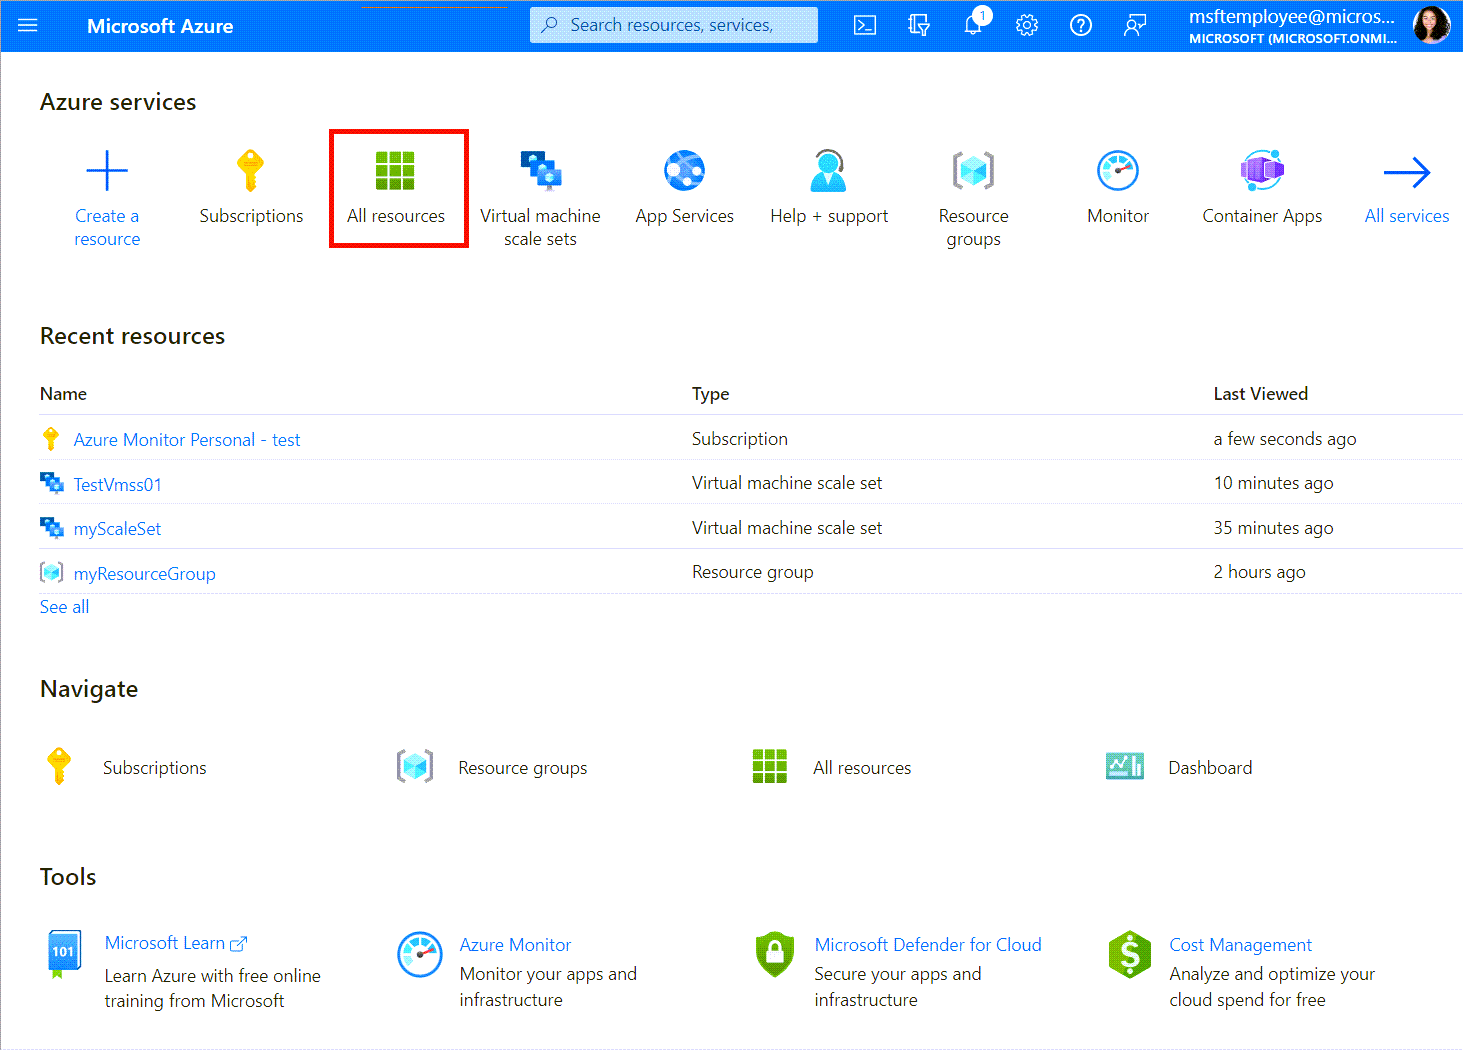 Microsoft Azure
Search resources, services,
1
msftemployee@micros...
MICROSOFT (MICROSOFT.ONMI...
Azure services
Create a
resource
Subscriptions
All resources
Virtual machine
scale sets
App Services
Help + support
Resource
groups
Monitor
Container Apps
All services
Recent resources
Name Type Last Viewed
Azure Monitor Personal - test Subscription a few seconds ago
TestVmss01 Virtual machine scale set 10 minutes ago
myScaleSet Virtual machine scale set 35 minutes ago
myResourceGroup Resource group 2 hours ago
See all
Navigate
Subscriptions Resource groups All resources Dashboard
Tools
101
Microsoft Learn
Learn Azure with free online
training from Microsoft
Azure Monitor
Monitor your apps and
infrastructure
Microsoft Defender for Cloud
Secure your apps and
infrastructure
$
Cost Management
Analyze and optimize your
cloud spend for free